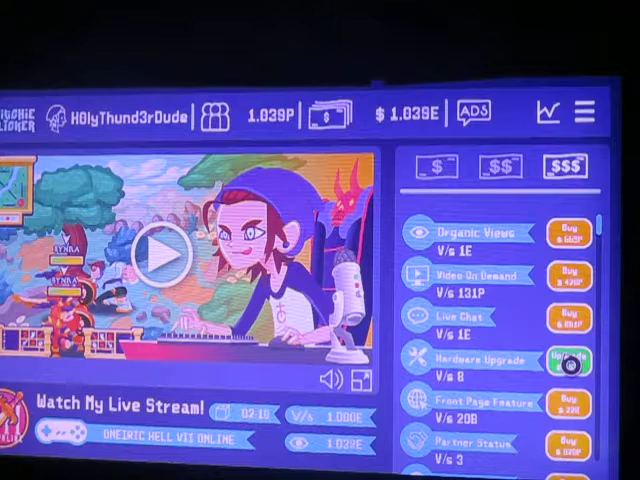 H0lyThund3rDude
1.039P
$ 1.039E
ADS
$
$$
$$$
Organic Views
V/s 1E
Buy
Video On Demand
V/s 131P
Buy
Live Chat
V/s 1E
Buy
Hardware Upgrade
V/s 8
Front Page Feature
V/s 20B
Buy
Partner Status
V/s 3
Buy
SYNRA
SYNRA
Watch My Live Stream!
02:10
V/s 1.000E
ONEIRIC HELL VII ONLINE
1.039E